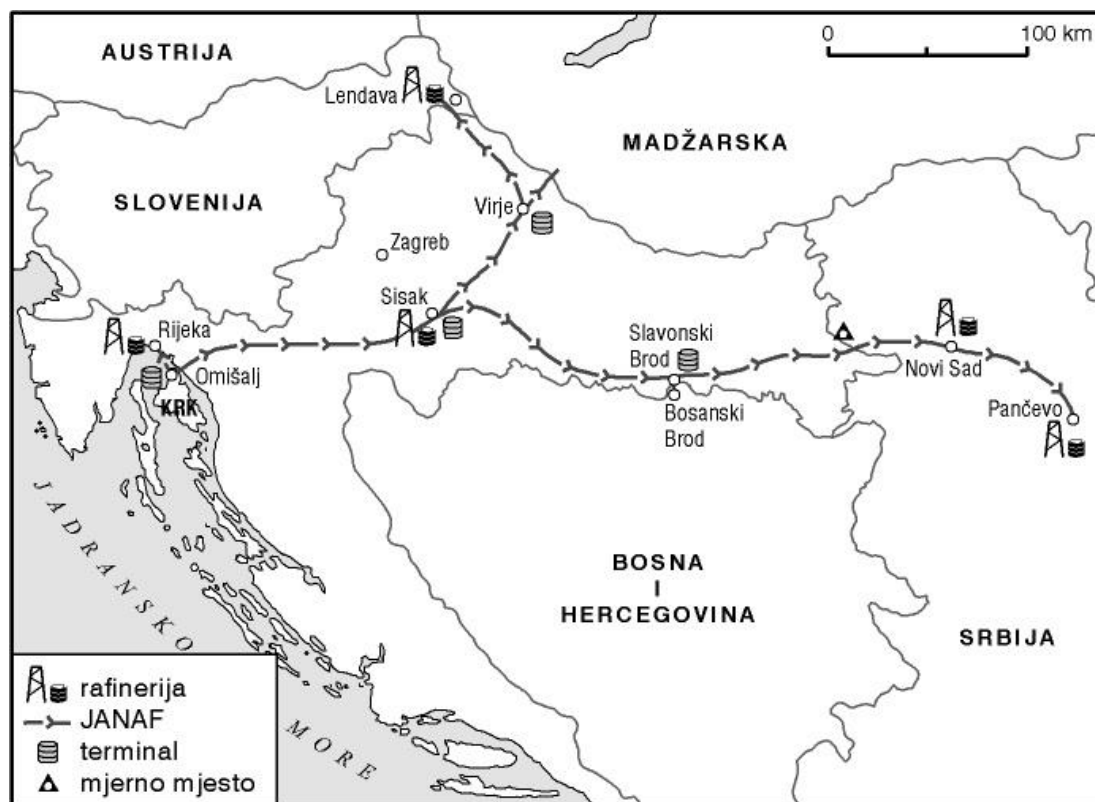 AUSTRIJA
0 100 km
Lendava
MADŽARSKA
SLOVENIJA
Virje
Zagreb
Sisak
Rijeka
Omišalj
KRK
Slavonski
Brod
Bosanski
Brod
Novi Sad
Pančevo
JADRANSKO
MORE
BOSNA
I
HERCEGOVINA
SRBIJA
rafinerija
JANAF
terminal
mjerno mjesto